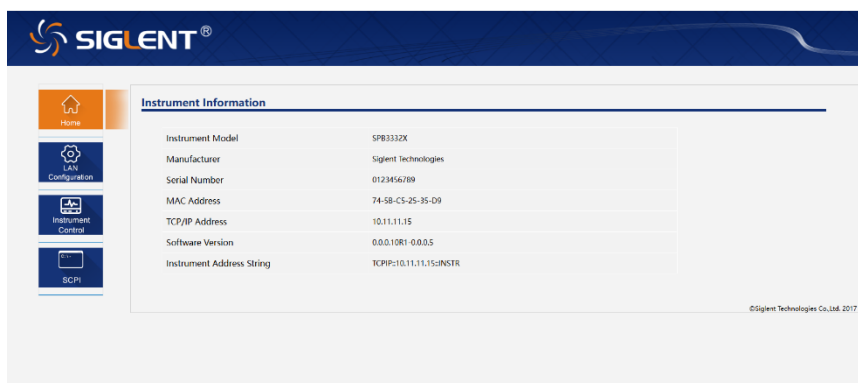 SIGLENT®
Home
LAN
Configuration
Instrument
Control
C:\-
SCPI
Instrument Information
Instrument Model SPB3332X
Manufacturer Siglent Technologies
Serial Number 0123456789
MAC Address 74-5B-C5-25-35-D9
TCP/IP Address 10.11.11.15
Software Version 0.0.0.10R1-0.0.0.5
Instrument Address String TCPIP::10.11.11.15::INSTR
©Siglent Technologies Co.,Ltd. 2017